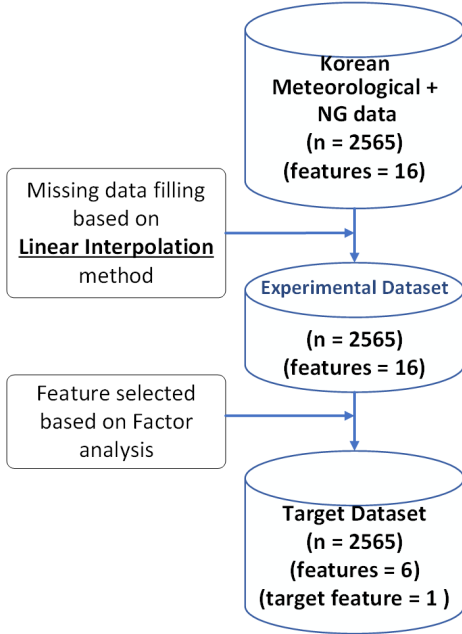 Korean
Meteorological +
NG data
(n = 2565)
(features = 16)
Missing data filling
based on
Linear Interpolation
method
Experimental Dataset
(n = 2565)
(features = 16)
Feature selected
based on Factor
analysis
Target Dataset
(n = 2565)
(features = 6)
(target feature = 1 )